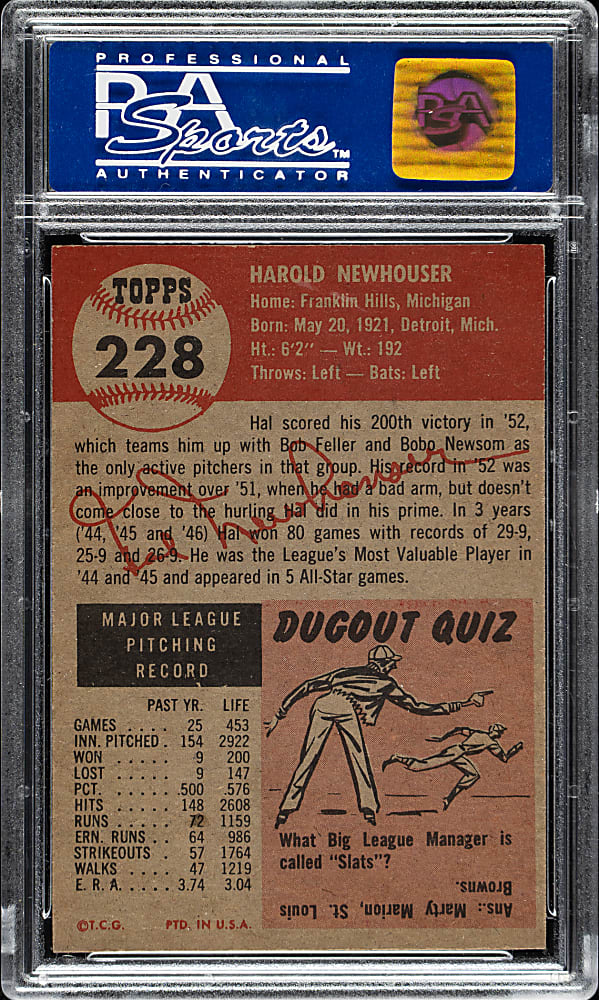 PROFESSIONAL
PSA
Sports™
AUTHENTICATOR
PSA
TOPPS
228
HAROLD NEWHOUSER
Home: Franklin Hills, Michigan
Born: May 20, 1921, Detroit, Mich.
Ht.: 6'2" — Wt.: 192
Throws: Left — Bats: Left
Hal scored his 200th victory in '52,
which teams him up with Bob Feller and Bobo Newsom as
the only active pitchers in that group. His record in '52 was
an improvement over '51, when he had a bad arm, but doesn't
come close to the hurling Hal did in his prime. In 3 years
('44, '45 and '46) Hal won 80 games with records of 29-9,
25-9 and 26-9. He was the League's Most Valuable Player in
'44 and '45 and appeared in 5 All-Star games.
Hal Newhouser
MAJOR LEAGUE
PITCHING
RECORD
PAST YR. LIFE
GAMES . . . . 25 453
INN. PITCHED . 154 2922
WON . . . . . 9 200
LOST . . . . . 9 147
PCT. . . . . . .500 .576
HITS . . . . . 148 2608
RUNS . . . . . 72 1159
ERN. RUNS . . 64 986
STRIKEOUTS . 57 1764
WALKS . . . . 47 1219
E. R. A. . . . . 3.74 3.04
©T.C.G. PTD. IN U.S.A.
DUGOUT QUIZ
What Big League Manager is
called "Slats"?
Ans.: Marty Marion, St. Louis
Browns.